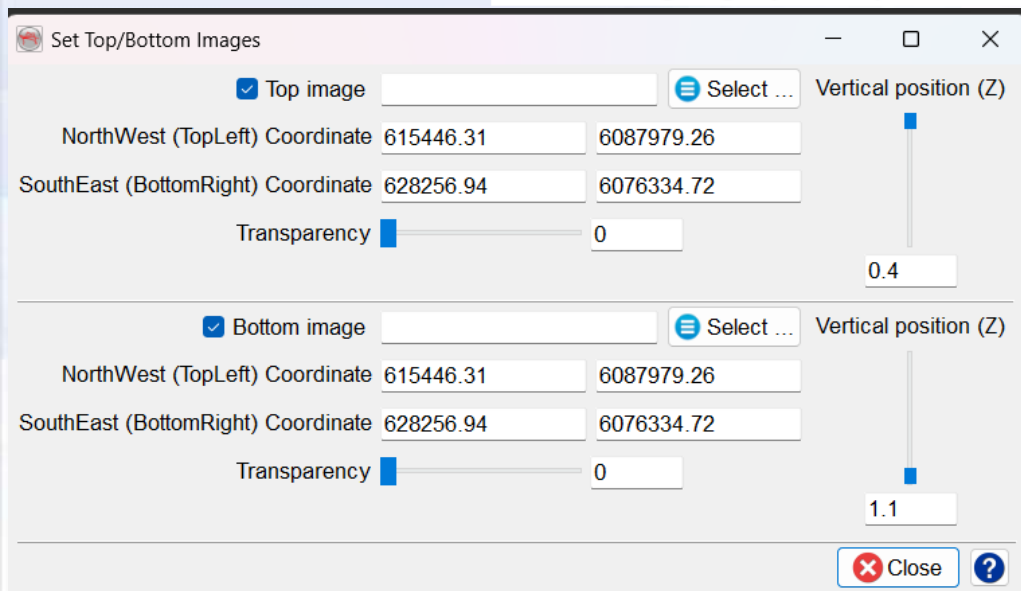 Set Top/Bottom Images
Top image Select ... Vertical position (Z)
NorthWest (TopLeft) Coordinate 615446.31 6087979.26
SouthEast (BottomRight) Coordinate 628256.94 6076334.72
Transparency 0
0.4
Bottom image Select ... Vertical position (Z)
NorthWest (TopLeft) Coordinate 615446.31 6087979.26
SouthEast (BottomRight) Coordinate 628256.94 6076334.72
Transparency 0
1.1
Close ?